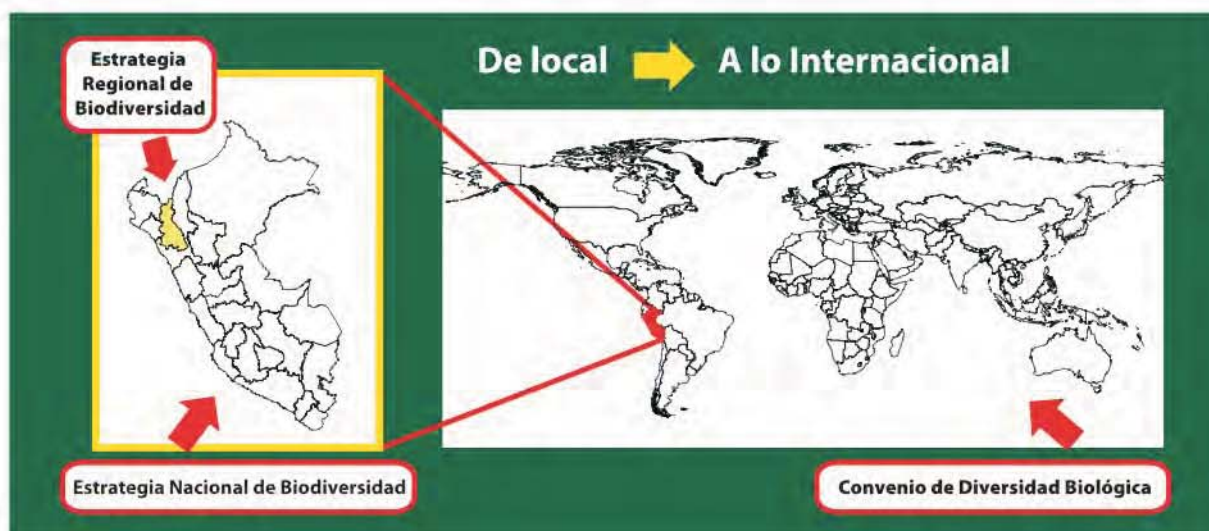 Estrategia
Regional de
Biodiversidad
De local A lo Internacional
Estrategia Nacional de Biodiversidad
Convenio de Diversidad Biológica